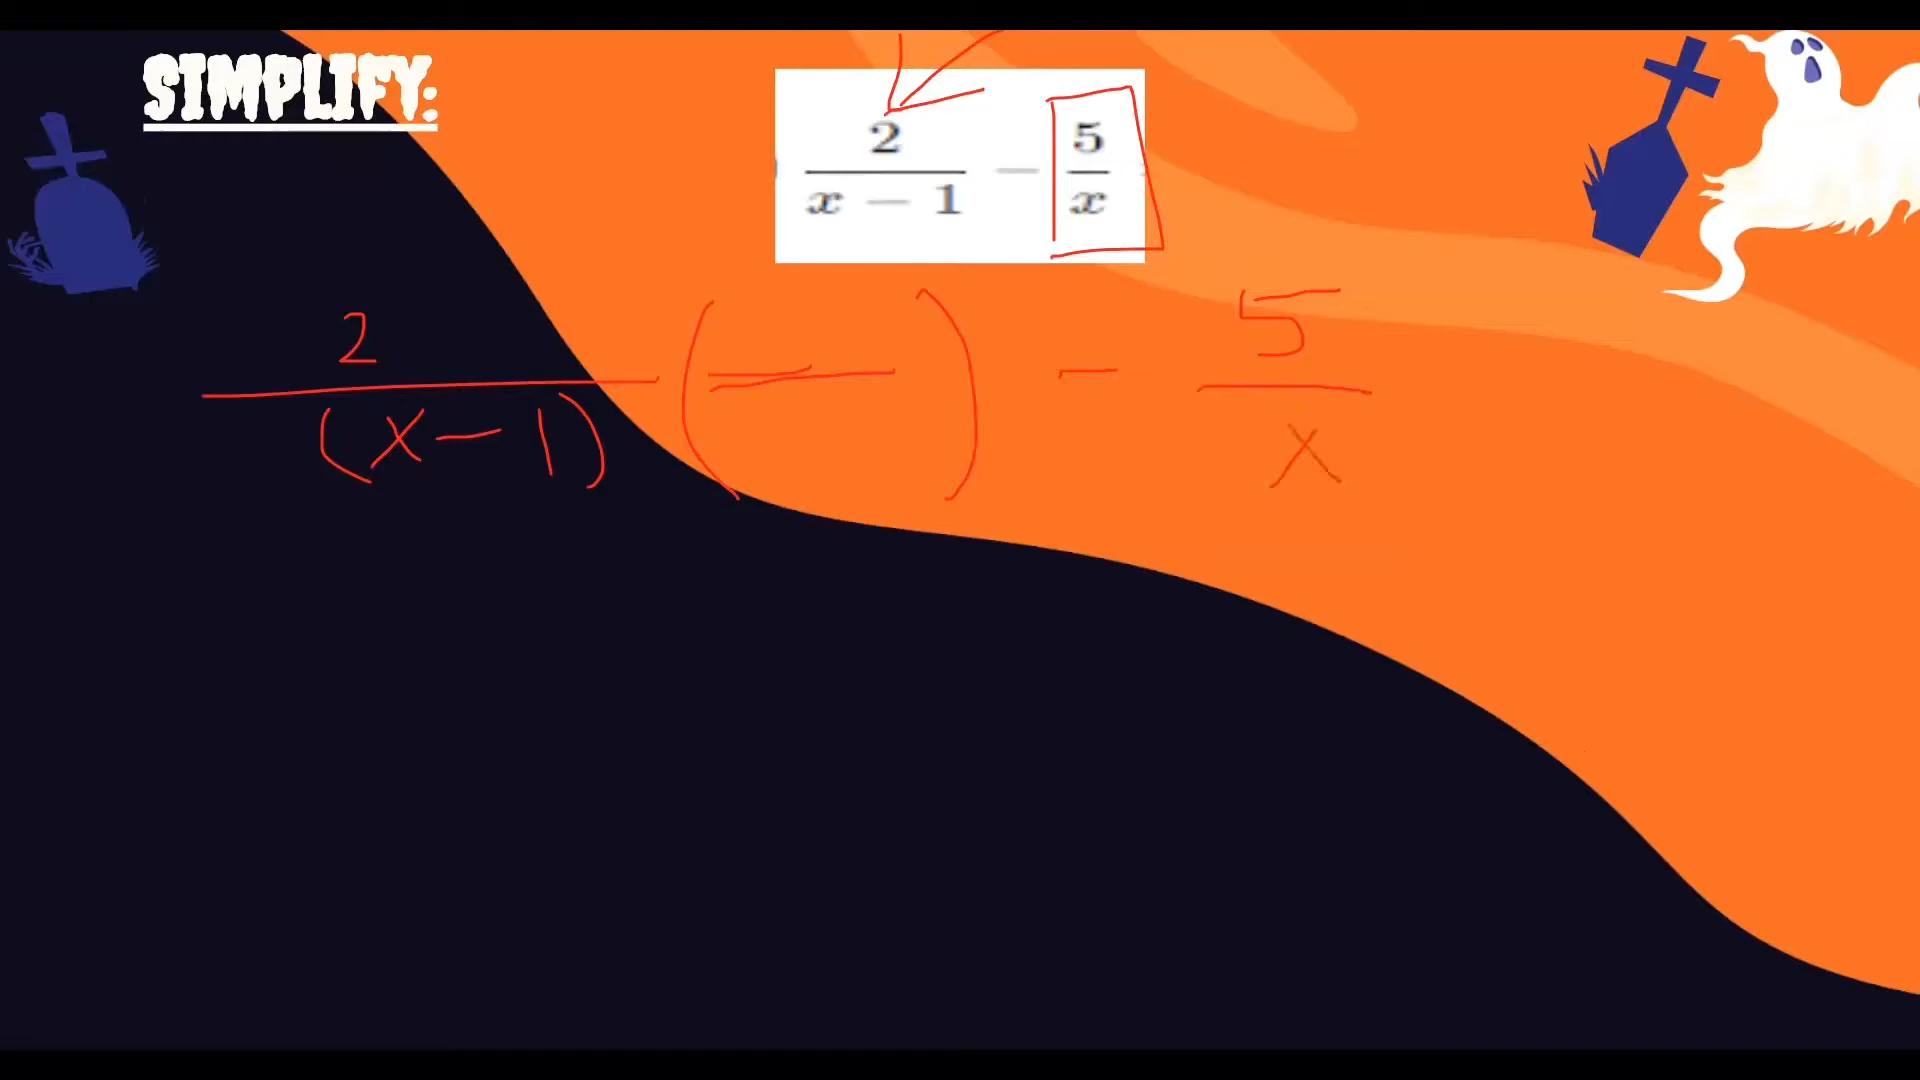 SIMPLIFY:
2 5
— − —
x − 1 x
2 5
— ( — ) − —
(x − 1) x